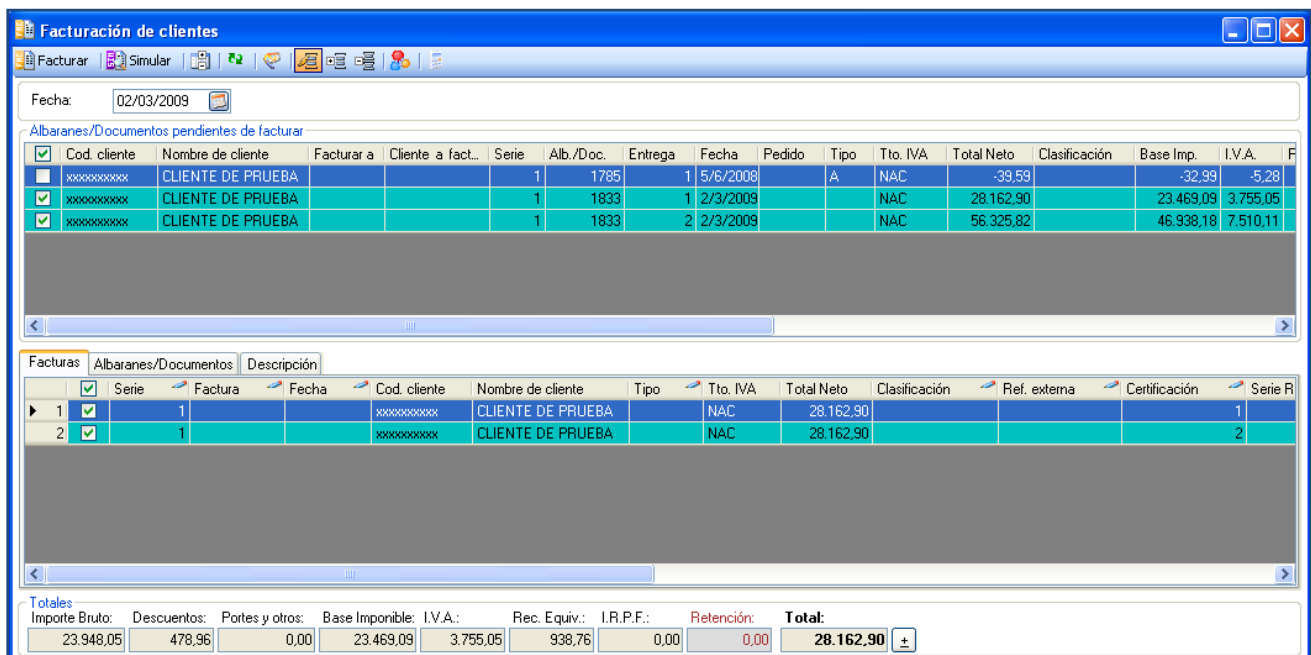 Facturación de clientes
Facturar Simular
Fecha: 02/03/2009
Albaranes/Documentos pendientes de facturar
Cod. cliente Nombre de cliente Facturar a Cliente a fact... Serie Alb./Doc. Entrega Fecha Pedido Tipo Tto. IVA Total Neto Clasificación Base Imp. I.V.A. F
xxxxxxxxxx CLIENTE DE PRUEBA 1 1785 1 5/6/2008 A NAC -39,59 -32,99 -5,28
xxxxxxxxxx CLIENTE DE PRUEBA 1 1833 1 2/3/2009 NAC 28.162,90 23.469,09 3.755,05
xxxxxxxxxx CLIENTE DE PRUEBA 1 1833 2 2/3/2009 NAC 56.325,82 46.938,18 7.510,11
Facturas Albaranes/Documentos Descripción
Serie Factura Fecha Cod. cliente Nombre de cliente Tipo Tto. IVA Total Neto Clasificación Ref. externa Certificación Serie R
1 1 xxxxxxxxxx CLIENTE DE PRUEBA NAC 28.162,90 1
2 1 xxxxxxxxxx CLIENTE DE PRUEBA NAC 28.162,90 2
Totales
Importe Bruto: Descuentos: Portes y otros: Base Imponible: I.V.A.: Rec. Equiv.: I.R.P.F.: Retención: Total:
23.948,05 478,96 0,00 23.469,09 3.755,05 938,76 0,00 0,00 28.162,90 +